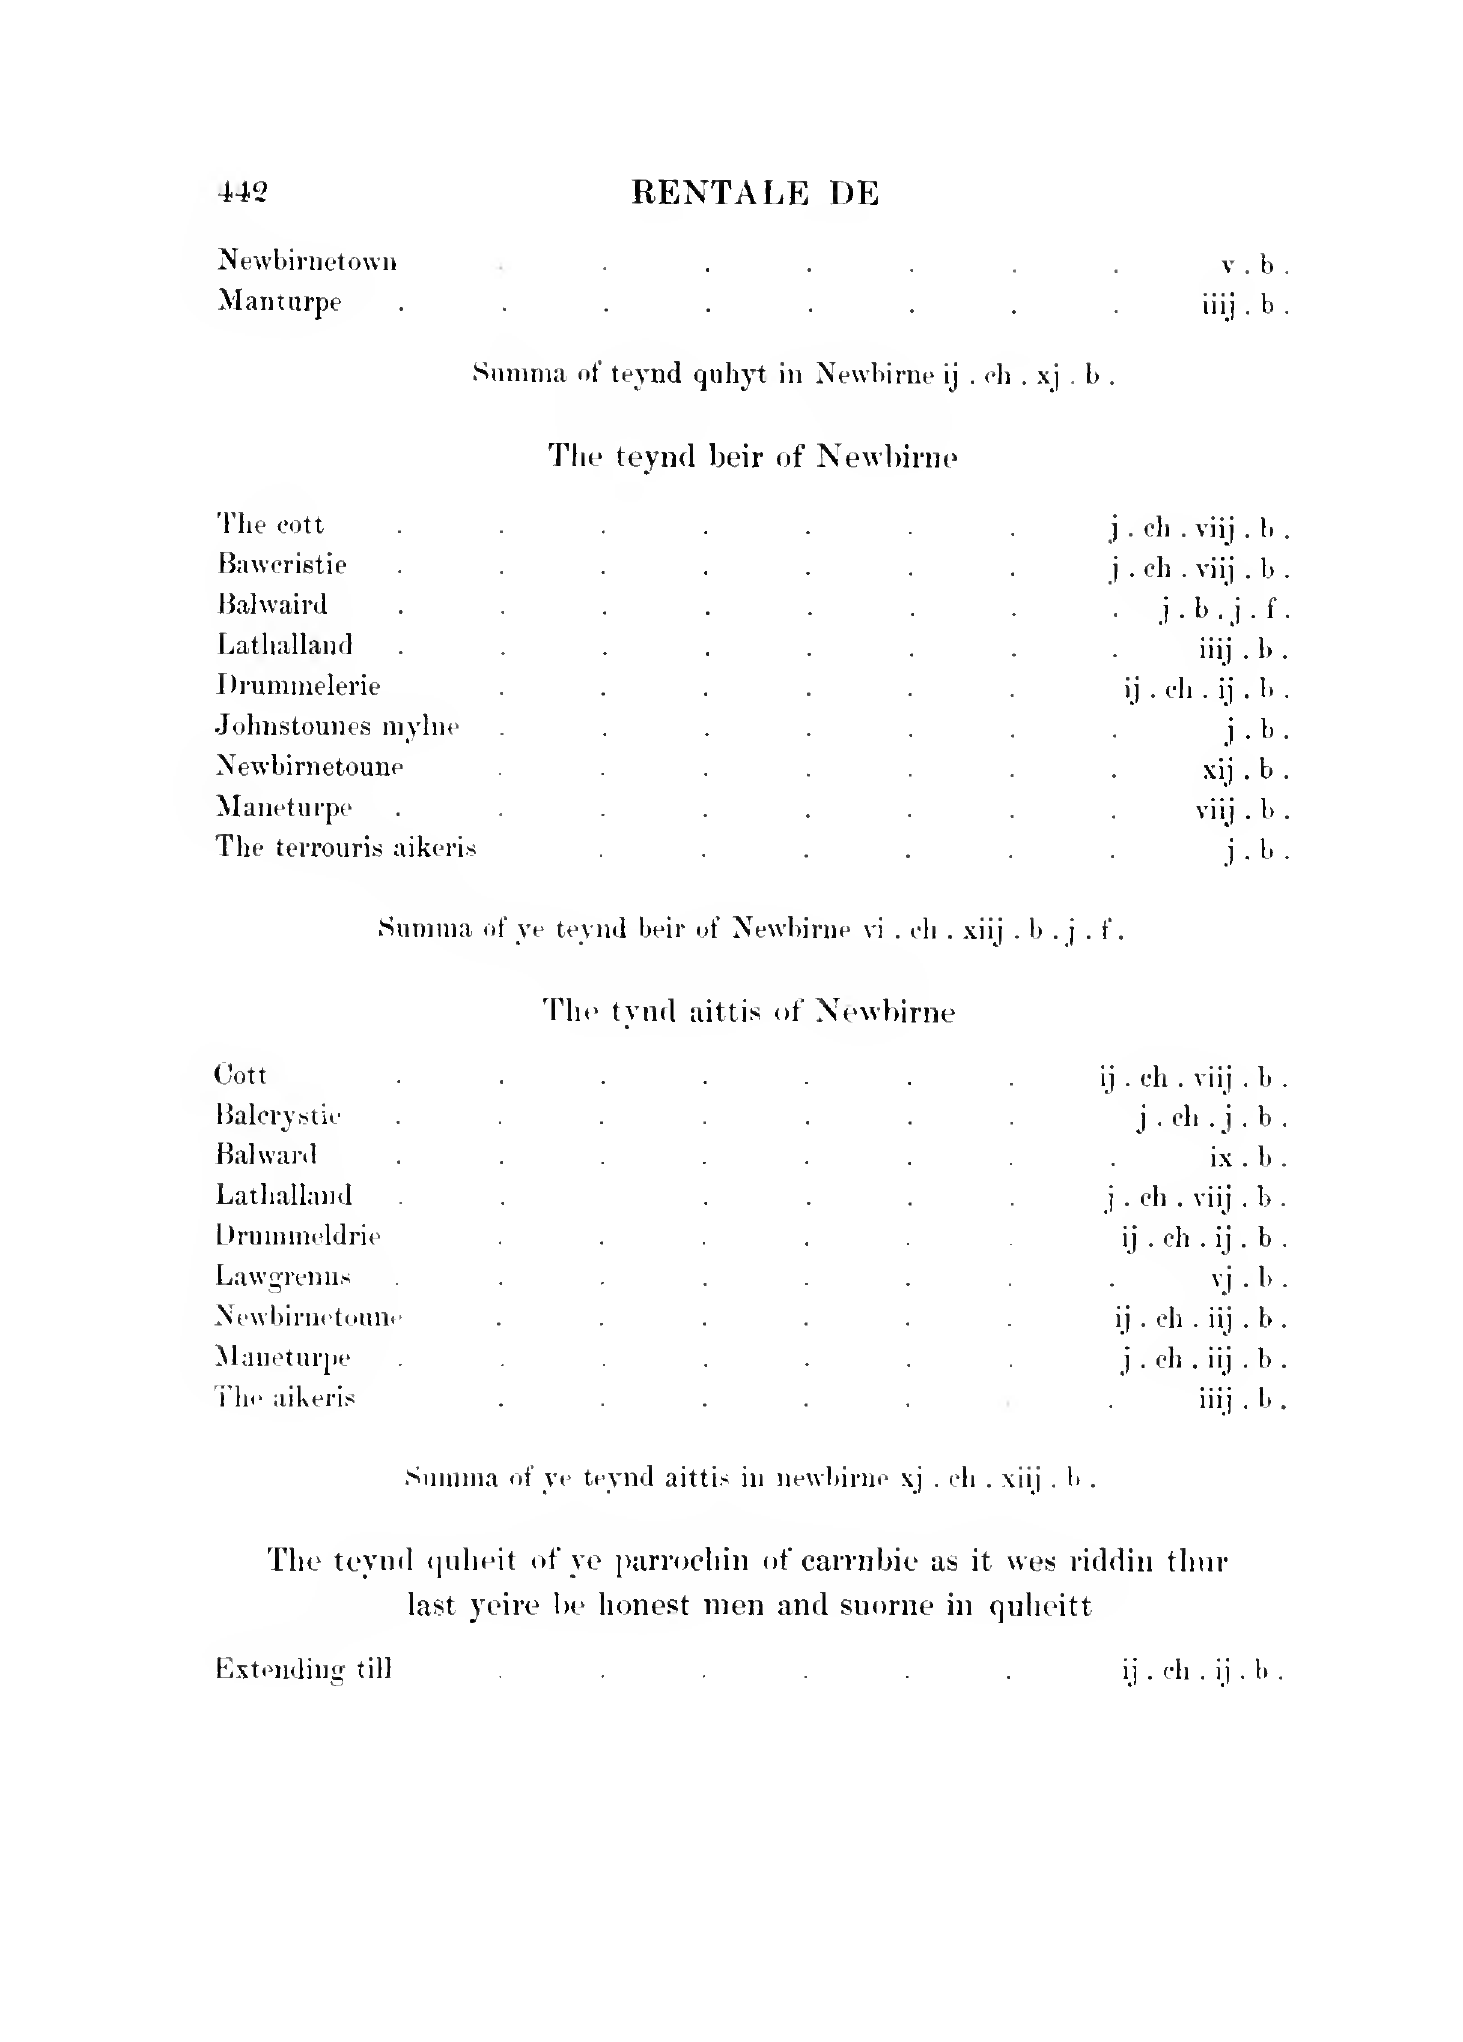 442 RENTALE DE
Newbirnetown . . . . . . . v . b .
Manturpe . . . . . . . . iiij . b .
Summa of teynd quhyt in Newbirne ij . ch . xj . b .
The teynd beir of Newbirne
The cott . . . . . . . j . ch . viij . b .
Bawcristie . . . . . . . j . ch . viij . b .
Balwaird . . . . . . . . j . b . j . f .
Lathalland . . . . . . . . iiij . b .
Drummelerie . . . . . . ij . ch . ij . b .
Johnstounes mylne . . . . . . . j . b .
Newbirnetoune . . . . . . . xij . b .
Maneturpe . . . . . . . . viij . b .
The terrouris aikeris . . . . . . j . b .
Summa of ye teynd beir of Newbirne vi . ch . xiij . b . j . f .
The tynd aittis of Newbirne
Cott . . . . . . . ij . ch . viij . b .
Balcrystie . . . . . . . j . ch . j . b .
Balward . . . . . . . . ix . b .
Lathalland . . . . . . j . ch . viij . b .
Drummeldrie . . . . . . ij . ch . ij . b .
Lawgrenus . . . . . . . . vj . b .
Newbirnetoune . . . . . . ij . ch . iij . b .
Maneturpe . . . . . . . j . ch . iij . b .
The aikeris . . . . . . . iiij . b .
Summa of ye teynd aittis in newbirne xj . ch . xiij . b .
The teynd quheit of ye parrochin of carrnbie as it wes riddin thur
last yeire be honest men and suorne in quheitt
Extending till . . . . . . ij . ch . ij . b .